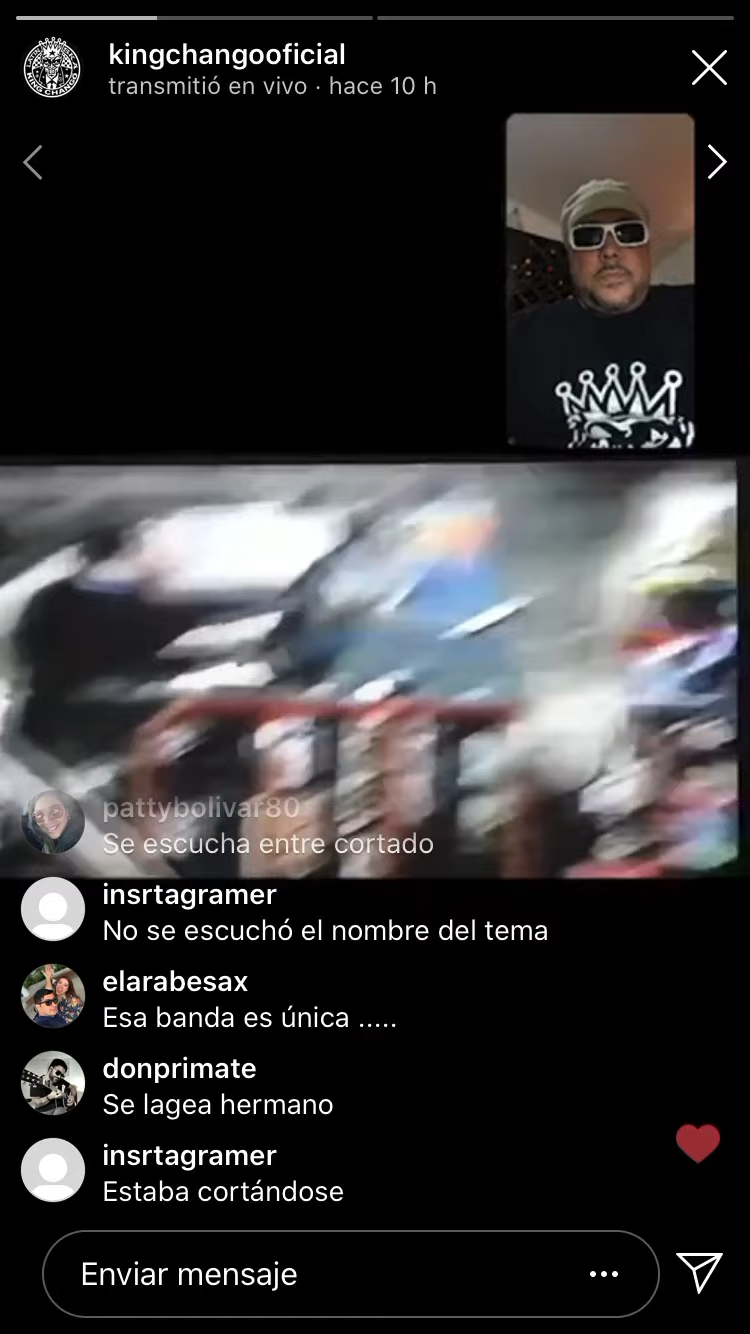 kingchangooficial
transmitió en vivo · hace 10 h
pattybolivar80
Se escucha entre cortado
insrtagramer
No se escuchó el nombre del tema
elarabesax
Esa banda es única .....
donprimate
Se lagea hermano
insrtagramer
Estaba cortándose
Enviar mensaje